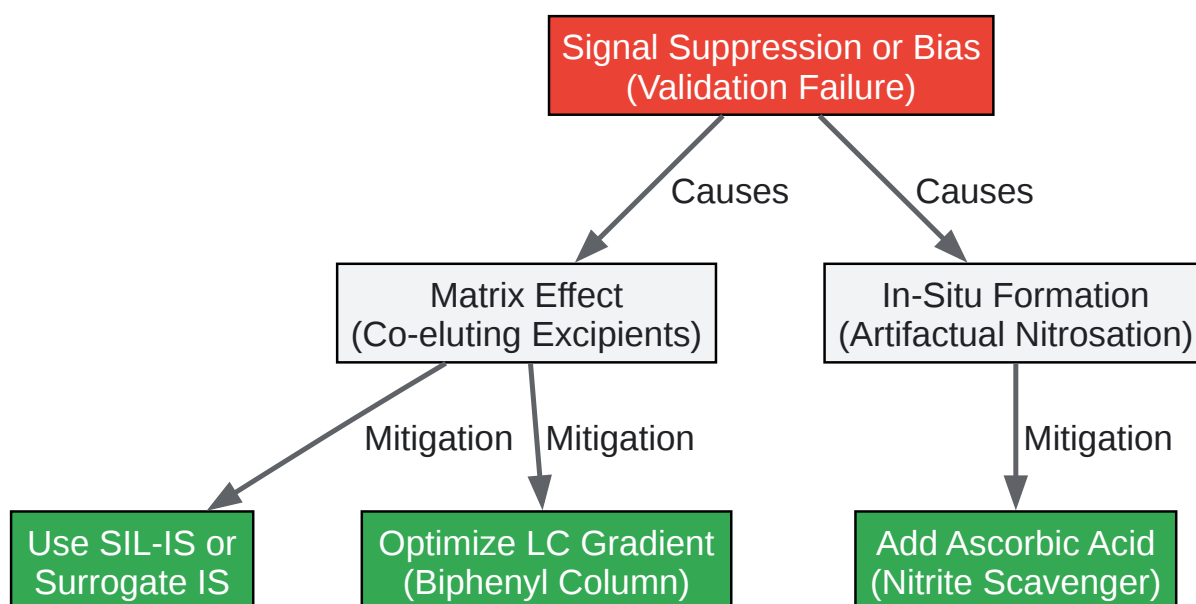 Signal Suppression or Bias
(Validation Failure)
Causes
Causes
Matrix Effect
(Co-eluting Excipients)
In-Situ Formation
(Artifactual Nitrosation)
Mitigation
Mitigation
Mitigation
Use SIL-IS or
Surrogate IS
Optimize LC Gradient
(Biphenyl Column)
Add Ascorbic Acid
(Nitrite Scavenger)